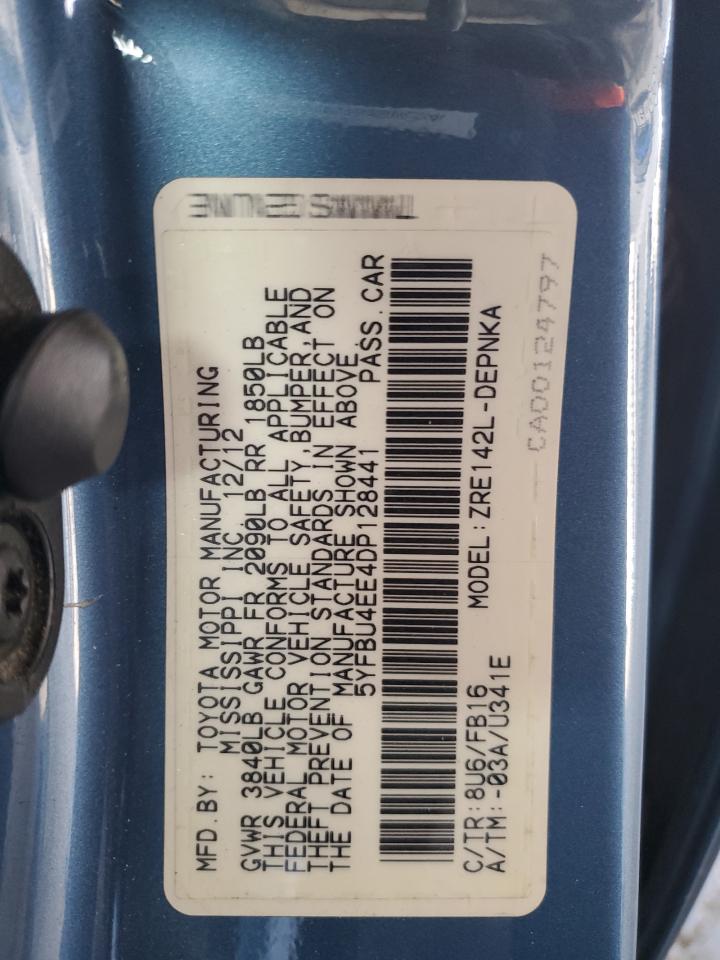 MFD.BY: TOYOTA MOTOR MANUFACTURING
MISSISSIPPI INC. 12/12
GVWR 3840LB GAWR FR 2090LB RR 1850LB
THIS VEHICLE CONFORMS TO ALL APPLICABLE
FEDERAL MOTOR VEHICLE SAFETY,BUMPER,AND
THEFT PREVENTION STANDARDS IN EFFECT ON
THE DATE OF MANUFACTURE SHOWN ABOVE
5YFBU4EE4DP128441 PASS.CAR
C/TR:8U6/FB16 MODEL:ZRE142L-DEPNKA
A/TM:-03A/U341E
CA00124797